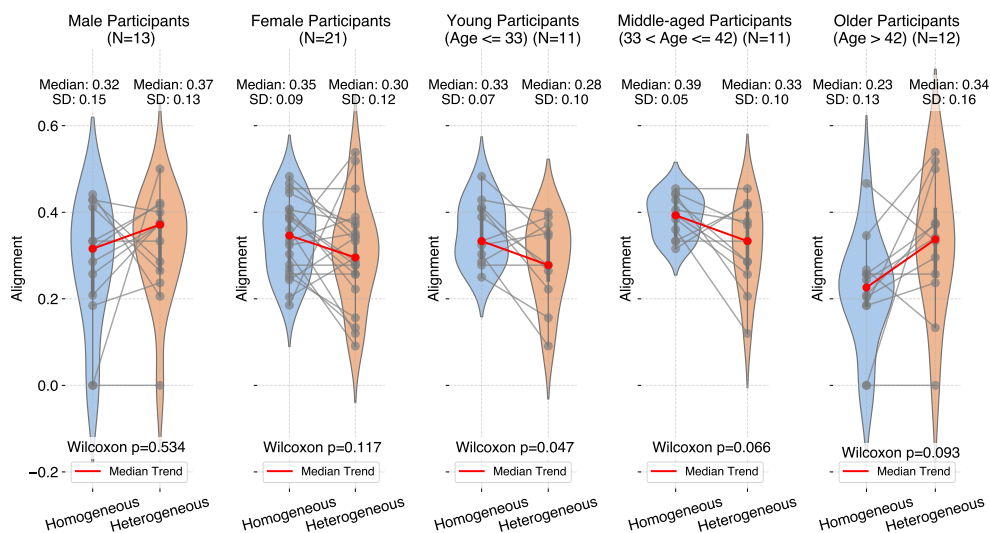 Male Participants
(N=13)
Female Participants
(N=21)
Young Participants
(Age <= 33) (N=11)
Middle-aged Participants
(33 < Age <= 42) (N=11)
Older Participants
(Age > 42) (N=12)
Median: 0.32
SD: 0.15
Median: 0.37
SD: 0.13
Median: 0.35
SD: 0.09
Median: 0.30
SD: 0.12
Median: 0.33
SD: 0.07
Median: 0.28
SD: 0.10
Median: 0.39
SD: 0.05
Median: 0.33
SD: 0.10
Median: 0.23
SD: 0.13
Median: 0.34
SD: 0.16
0.6
0.4
0.2
0.0
−0.2
Alignment
Alignment
Alignment
Alignment
Alignment
Wilcoxon p=0.534
Wilcoxon p=0.117
Wilcoxon p=0.047
Wilcoxon p=0.066
Wilcoxon p=0.093
Median Trend
Median Trend
Median Trend
Median Trend
Median Trend
Homogeneous
Heterogeneous
Homogeneous
Heterogeneous
Homogeneous
Heterogeneous
Homogeneous
Heterogeneous
Homogeneous
Heterogeneous